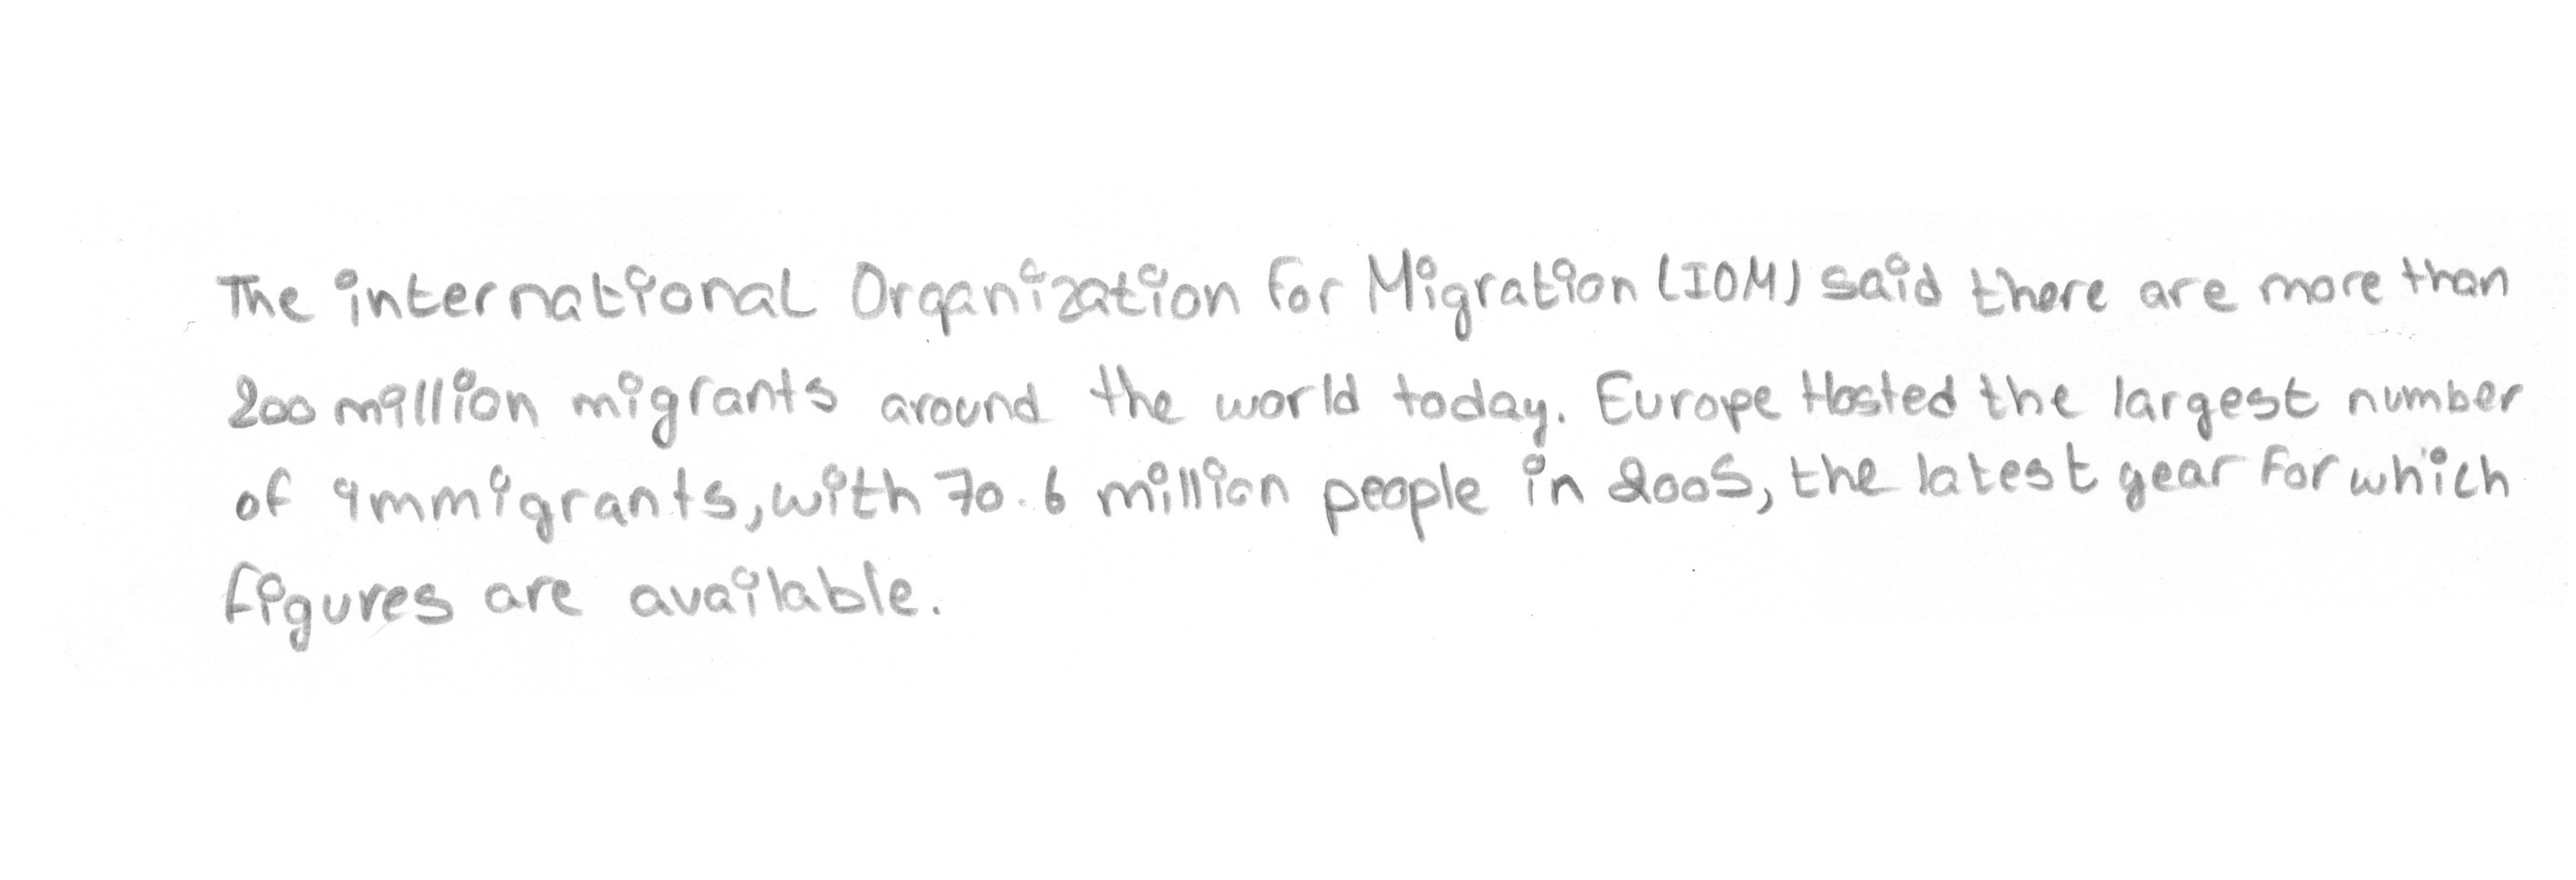 The international Organization for Migration (IOM) said there are more than
200 million migrants around the world today. Europe Hosted the largest number
of immigrants, with 70.6 million people in 2005, the latest year for which
figures are available.